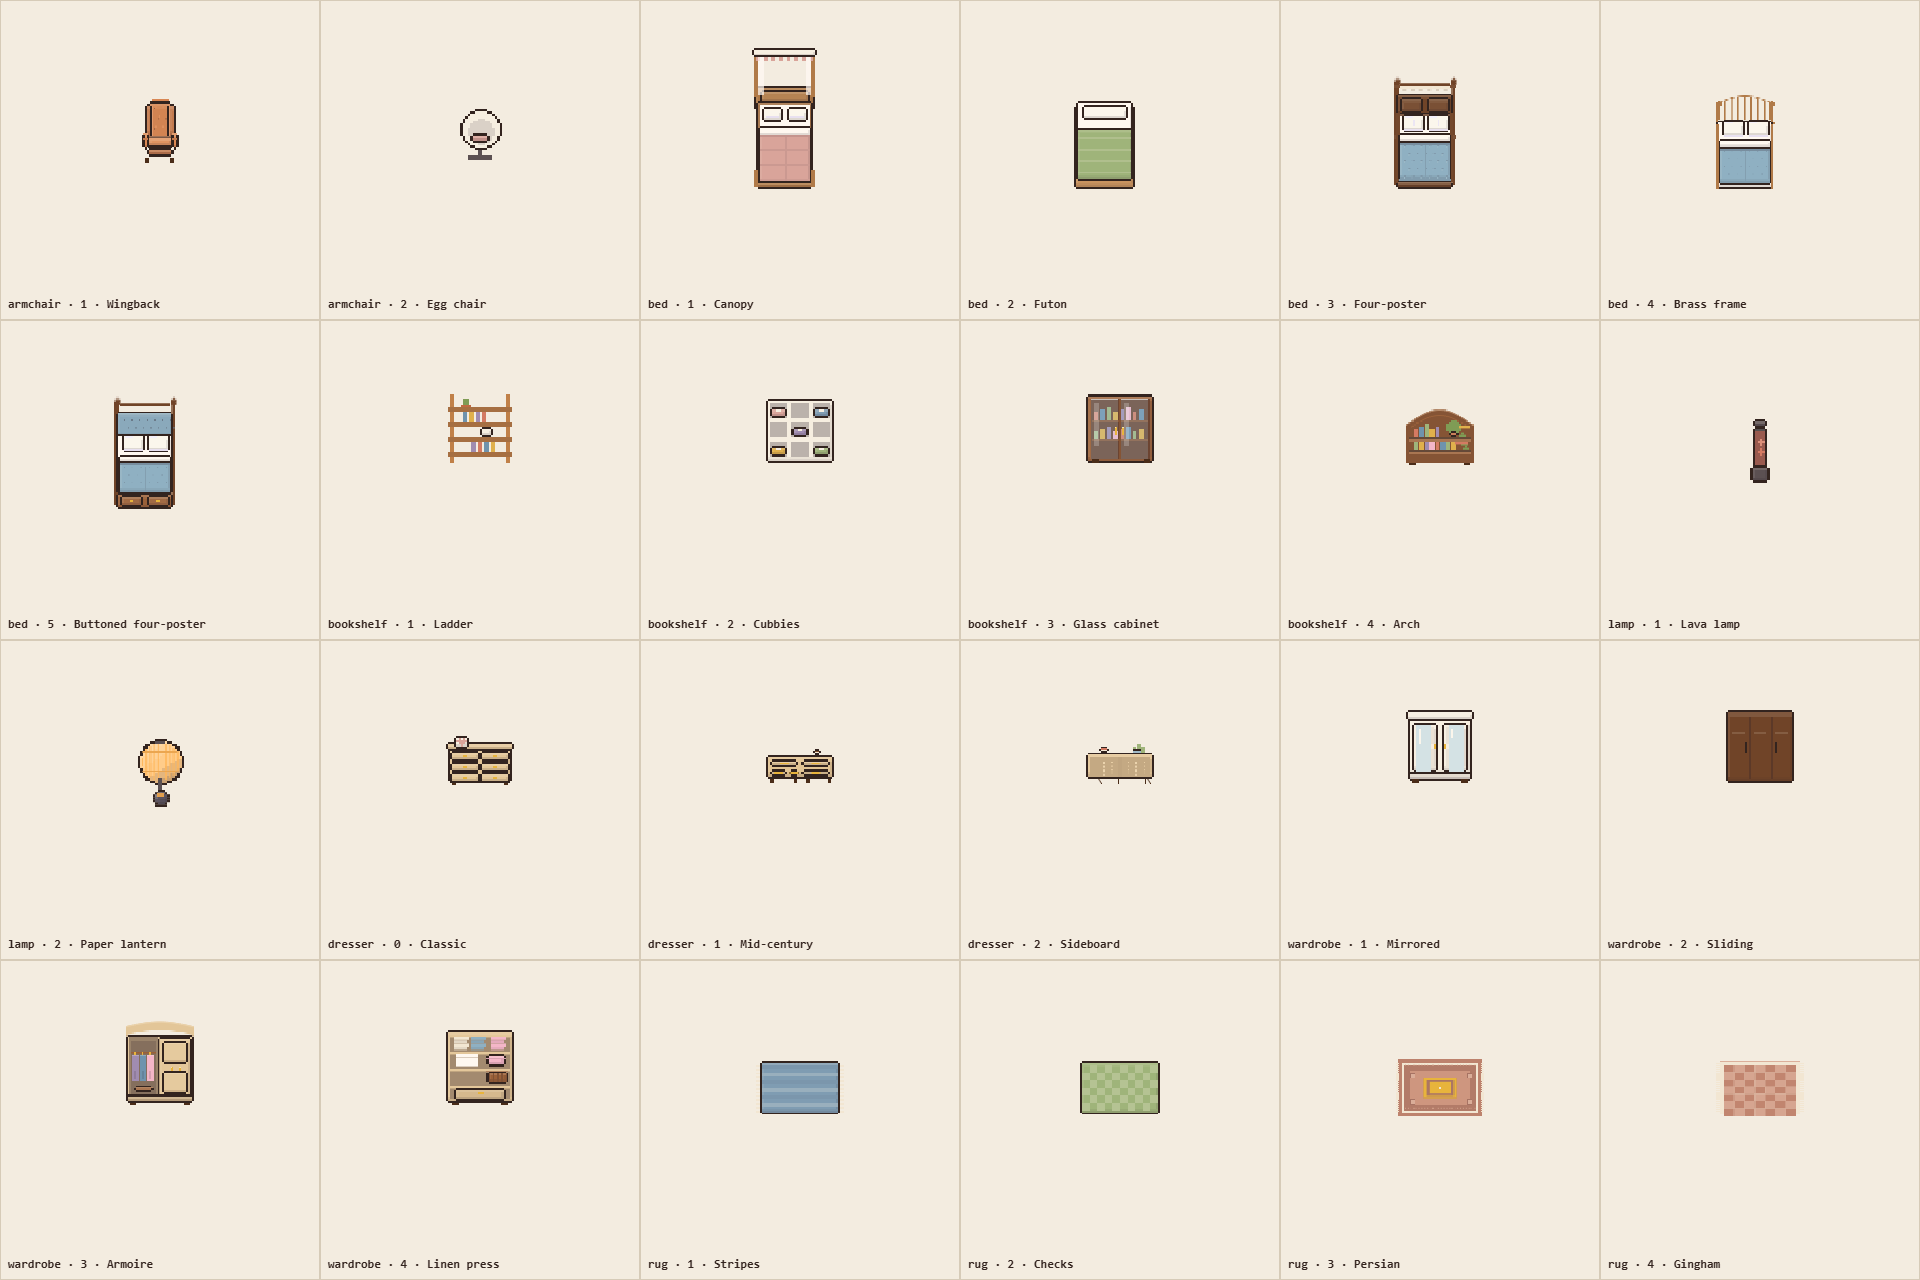 armchair · 1 · Wingback
armchair · 2 · Egg chair
bed · 1 · Canopy
bed · 2 · Futon
bed · 3 · Four-poster
bed · 4 · Brass frame
bed · 5 · Buttoned four-poster
bookshelf · 1 · Ladder
bookshelf · 2 · Cubbies
bookshelf · 3 · Glass cabinet
bookshelf · 4 · Arch
lamp · 1 · Lava lamp
lamp · 2 · Paper lantern
dresser · 0 · Classic
dresser · 1 · Mid-century
dresser · 2 · Sideboard
wardrobe · 1 · Mirrored
wardrobe · 2 · Sliding
wardrobe · 3 · Armoire
wardrobe · 4 · Linen press
rug · 1 · Stripes
rug · 2 · Checks
rug · 3 · Persian
rug · 4 · Gingham